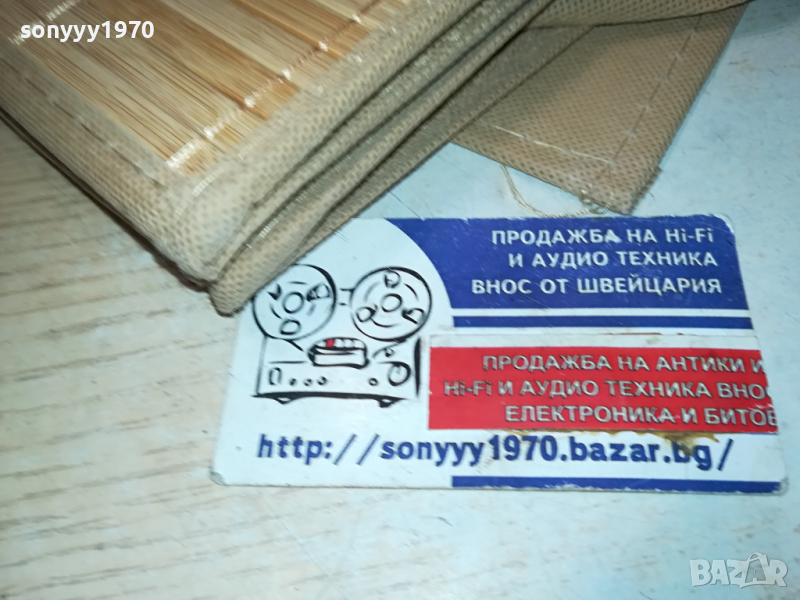 sonyyy1970
ПРОДАЖБА НА Hi-Fi
И АУДИО ТЕХНИКА
ВНОС ОТ ШВЕЙЦАРИЯ
ПРОДАЖБА НА АНТИКИ И
Hi-Fi И АУДИО ТЕХНИКА ВНОС
ЕЛЕКТРОНИКА И БИТОВ
http://sonyyy1970.bazar.bg/
BAZAR